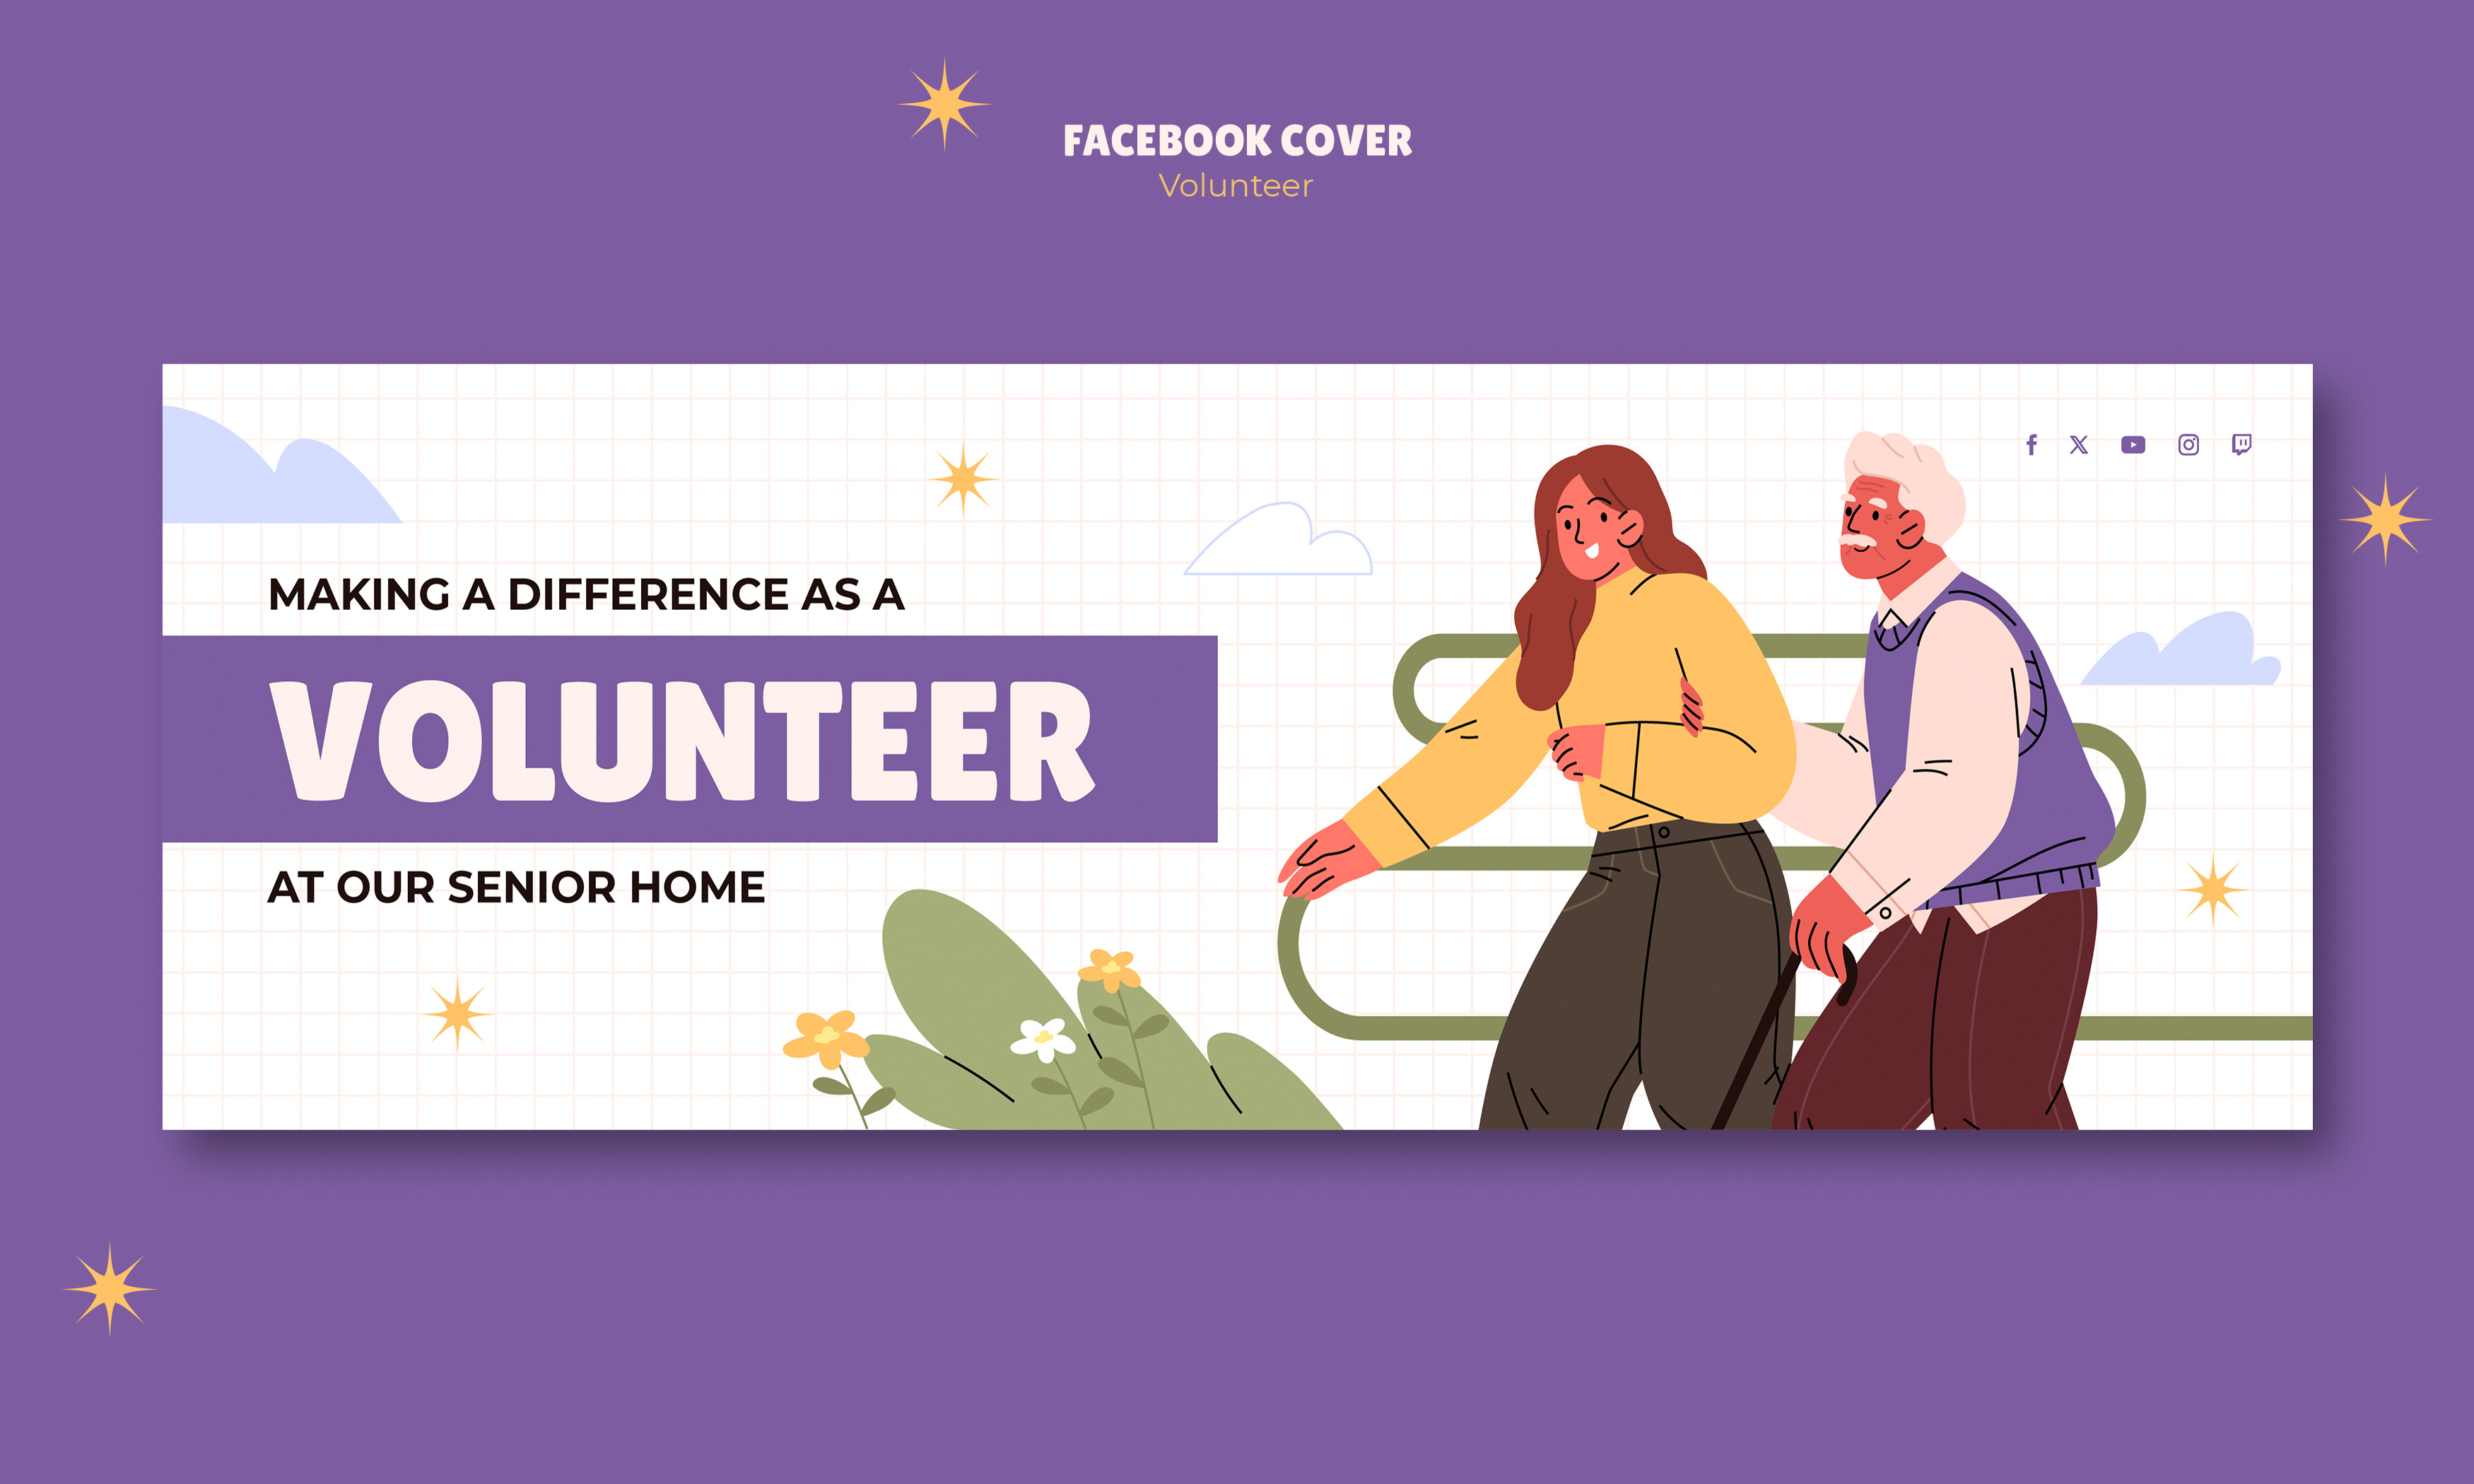 FACEBOOK COVER
Volunteer
MAKING A DIFFERENCE AS A
VOLUNTEER
AT OUR SENIOR HOME